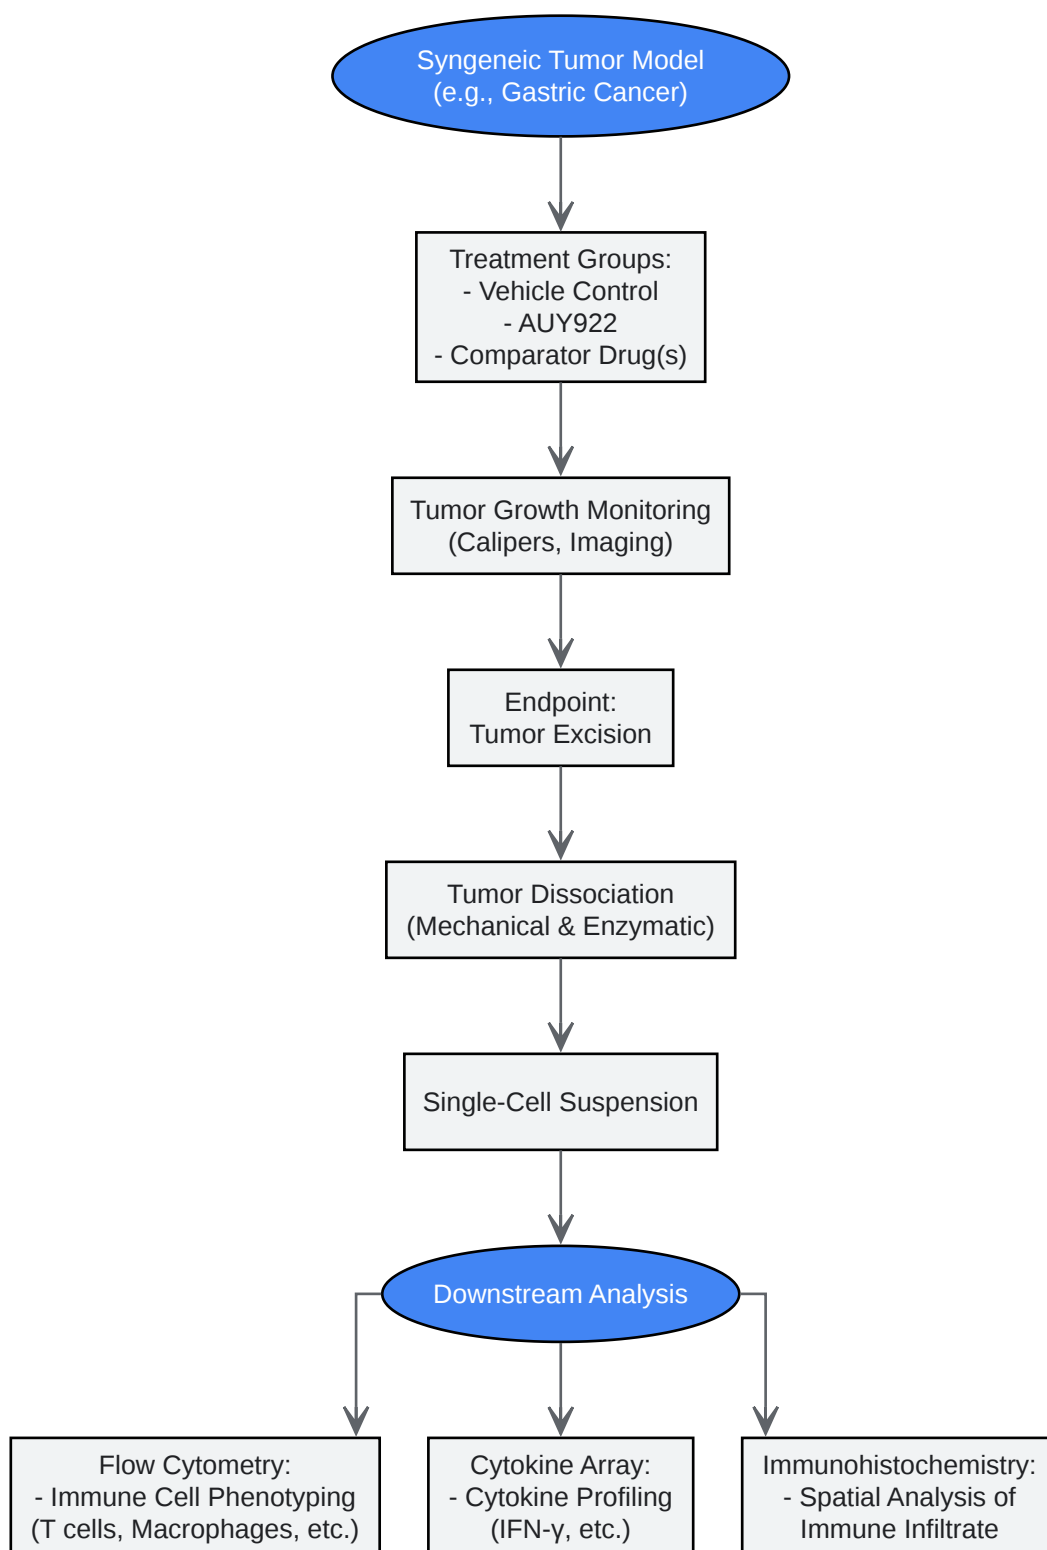 Syngeneic Tumor Model
(e.g., Gastric Cancer)
Treatment Groups:
- Vehicle Control
- AUY922
- Comparator Drug(s)
Tumor Growth Monitoring
(Calipers, Imaging)
Endpoint:
Tumor Excision
Tumor Dissociation
(Mechanical & Enzymatic)
Single-Cell Suspension
Downstream Analysis
Flow Cytometry:
- Immune Cell Phenotyping
(T cells, Macrophages, etc.)
Cytokine Array:
- Cytokine Profiling
(IFN-γ, etc.)
Immunohistochemistry:
- Spatial Analysis of
Immune Infiltrate